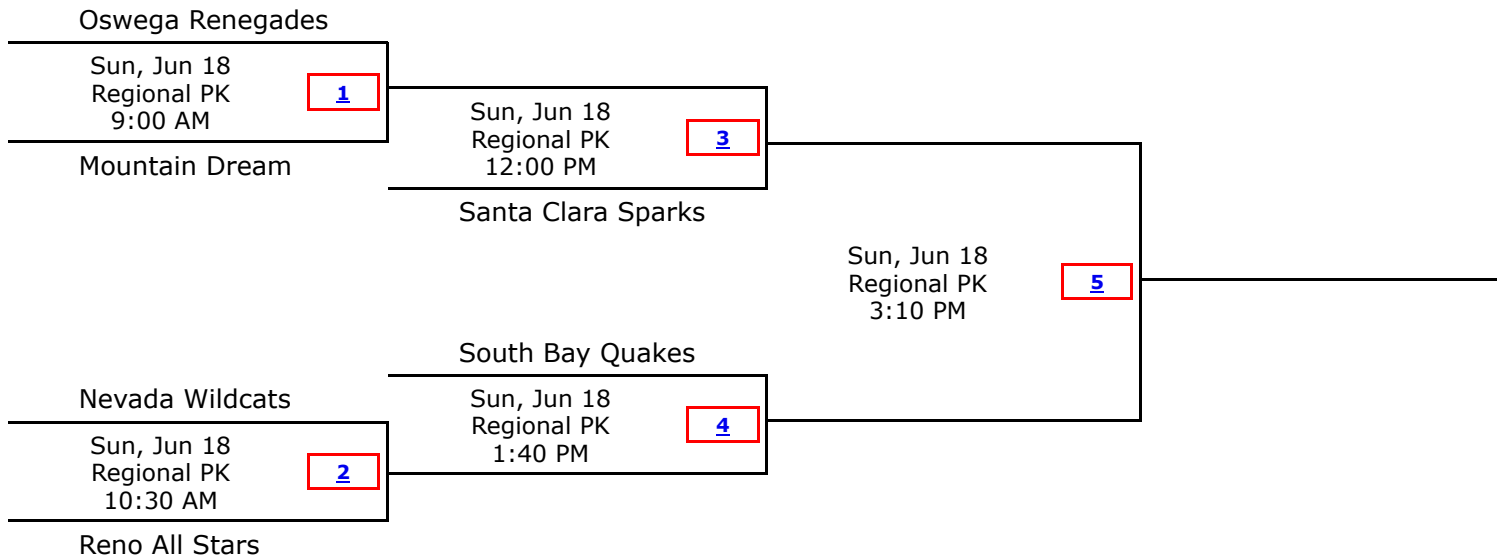 Oswega Renegades
Sun, Jun 18
Regional PK
9:00 AM
1
Mountain Dream
Sun, Jun 18
Regional PK
12:00 PM
3
Santa Clara Sparks
Sun, Jun 18
Regional PK
3:10 PM
5
South Bay Quakes
Sun, Jun 18
Regional PK
1:40 PM
4
Nevada Wildcats
Sun, Jun 18
Regional PK
10:30 AM
2
Reno All Stars